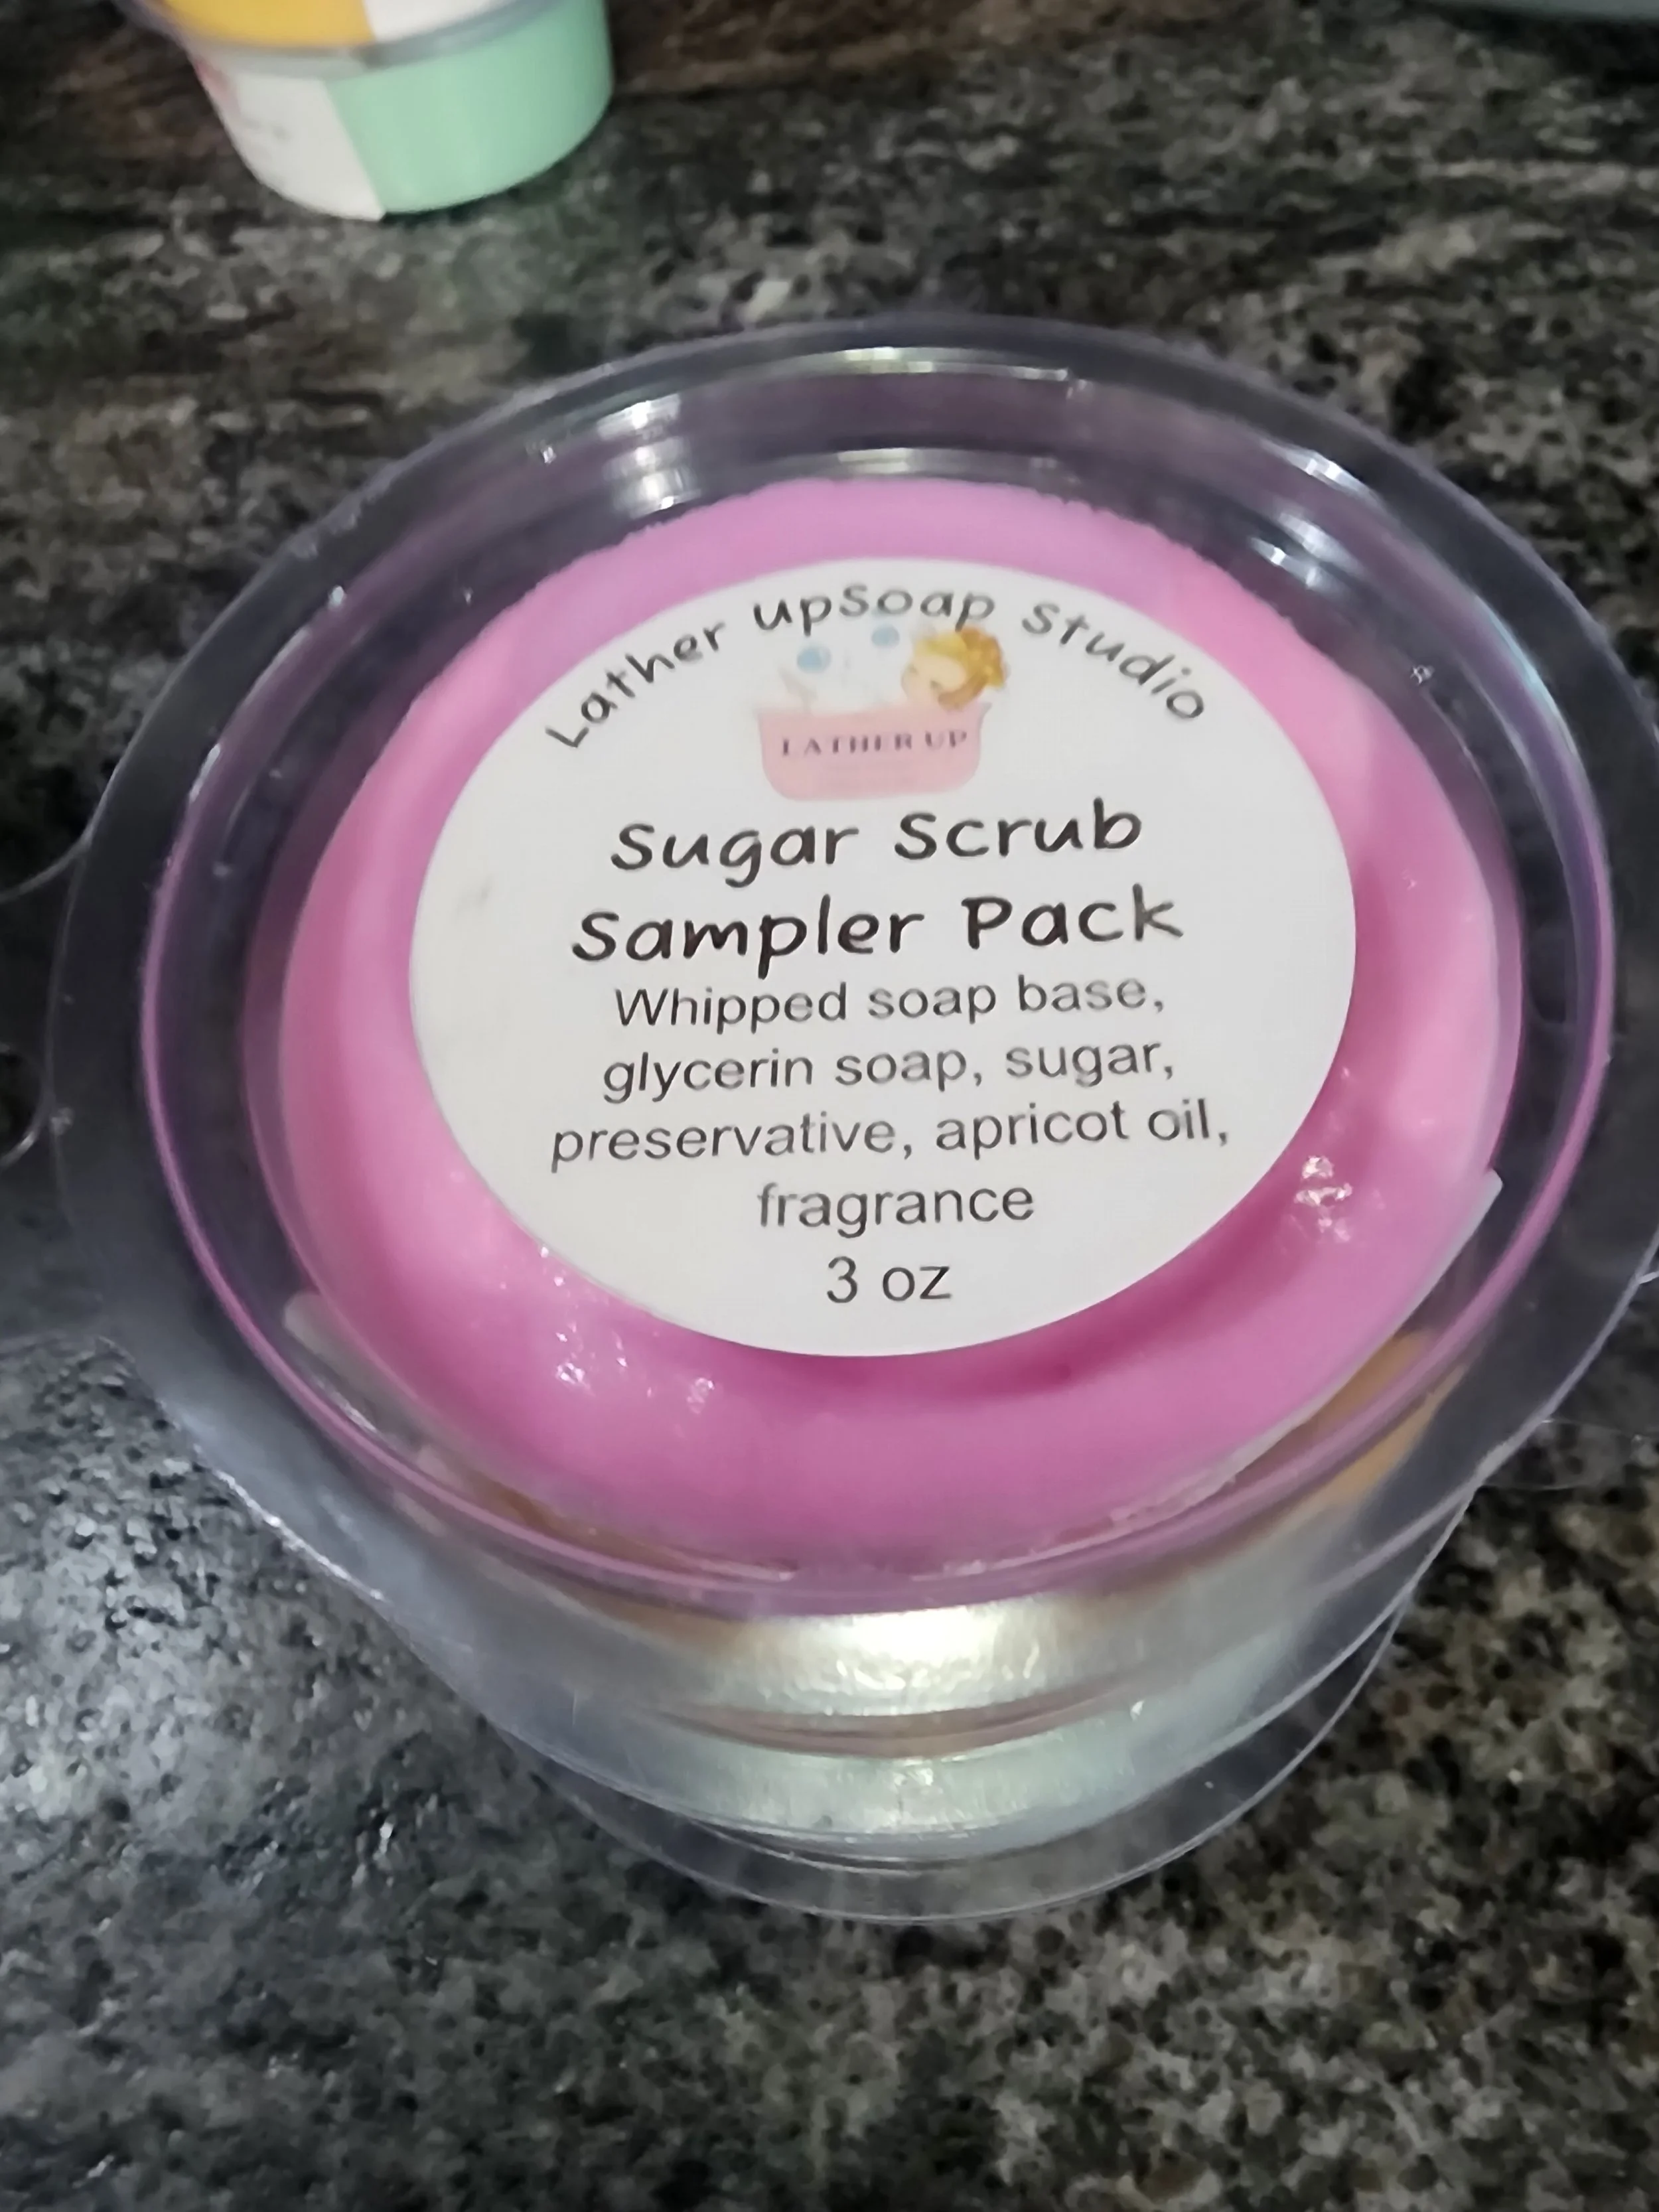 Lather upSoap Studio
LATHER UP
Sugar Scrub
Sampler Pack
Whipped soap base,
glycerin soap, sugar,
preservative, apricot oil,
fragrance
3 oz